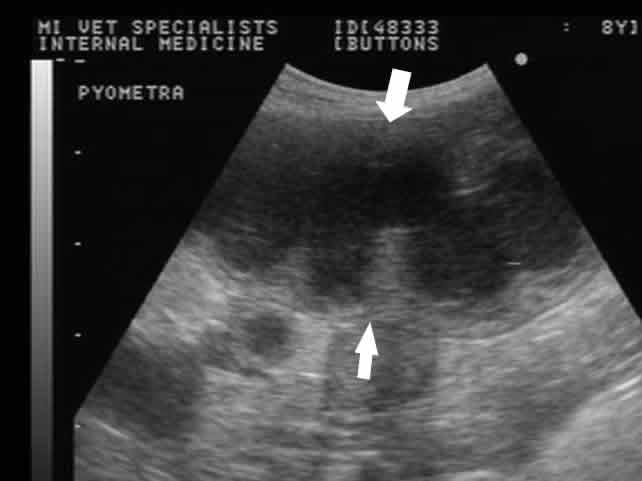 MI VET SPECIALISTS ID[48333 : 8Y]
INTERNAL MEDICINE [BUTTONS
PYOMETRA